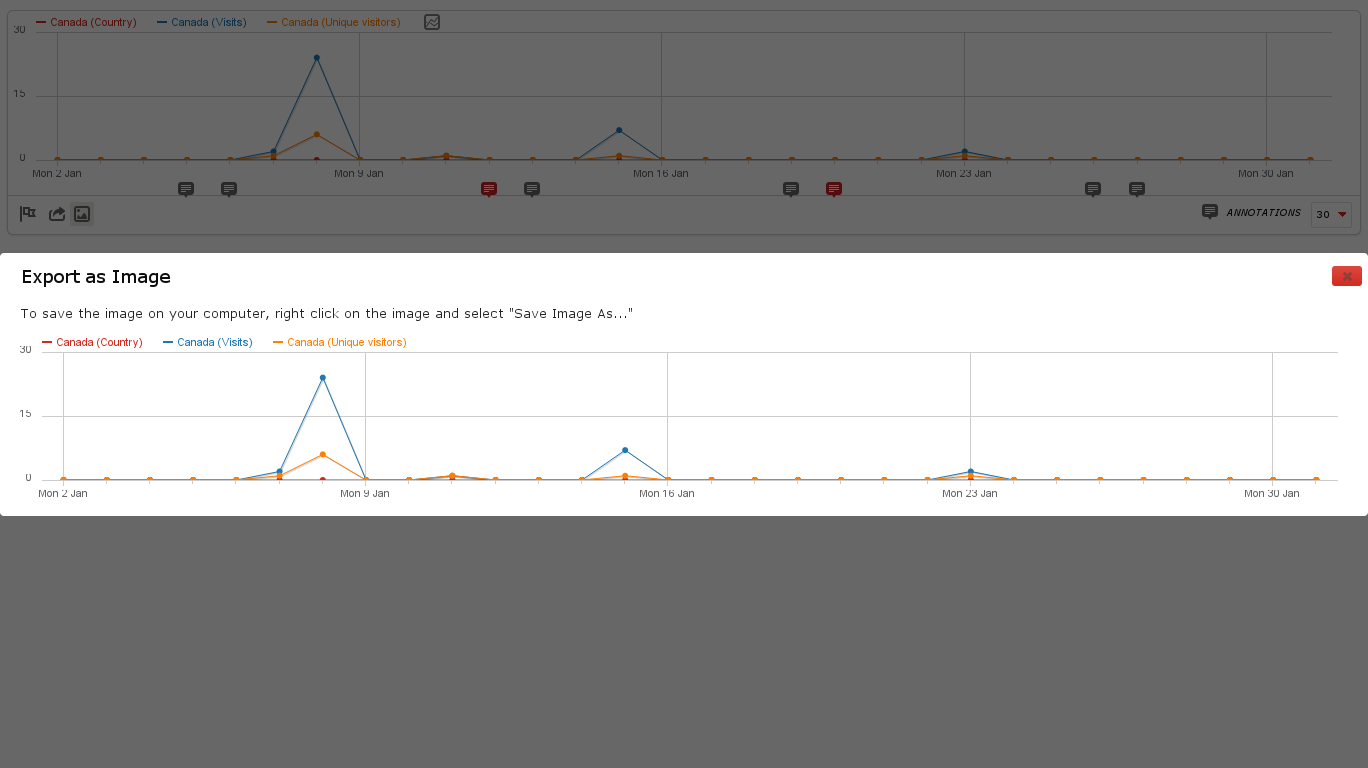 Canada (Country) Canada (Visits) Canada (Unique visitors)
30
15
0
Mon 2 Jan Mon 9 Jan Mon 16 Jan Mon 23 Jan Mon 30 Jan
ANNOTATIONS 30
Export as Image
To save the image on your computer, right click on the image and select "Save Image As..."
Canada (Country) Canada (Visits) Canada (Unique visitors)
30
15
0
Mon 2 Jan Mon 9 Jan Mon 16 Jan Mon 23 Jan Mon 30 Jan